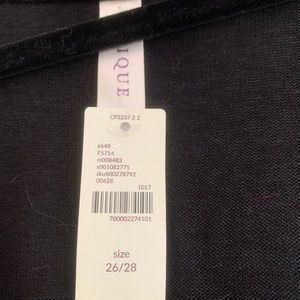 IQUE
CP3237 2 2
c648
F5714
m008483
s001082775
sku600278792
00628
1017
700002274101
size
26/28